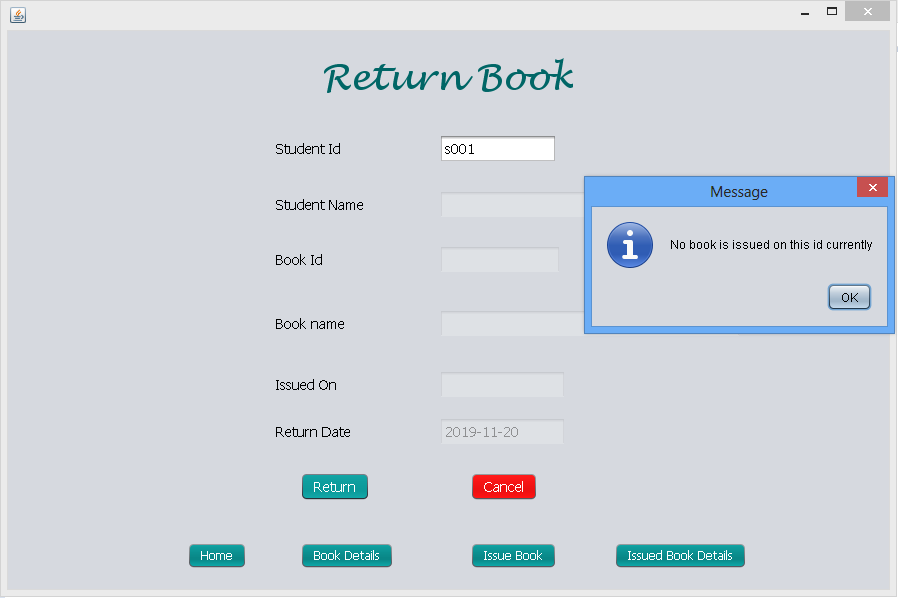 Return Book
Student Id
s001
Student Name
Message
No book is issued on this id currently
OK
Book Id
Book name
Issued On
Return Date
2019-11-20
Return
Cancel
Home
Book Details
Issue Book
Issued Book Details